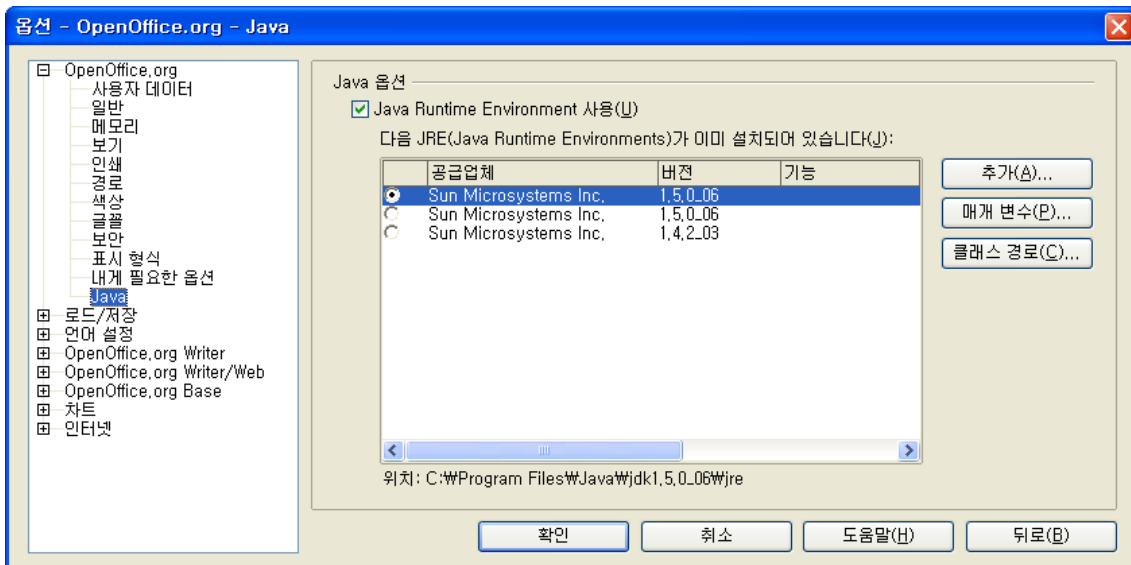 옵션 - OpenOffice.org - Java
OpenOffice.org
사용자 데이터
일반
메모리
보기
인쇄
경로
색상
글꼴
보안
표시 형식
내게 필요한 옵션
Java
로드/저장
언어 설정
OpenOffice.org Writer
OpenOffice.org Writer/Web
OpenOffice.org Base
차트
인터넷
Java 옵션
Java Runtime Environment 사용(U)
다음 JRE(Java Runtime Environments)가 이미 설치되어 있습니다(J):
공급업체 버전 기능
Sun Microsystems Inc. 1.5.0_06
Sun Microsystems Inc. 1.5.0_06
Sun Microsystems Inc. 1.4.2_03
위치: C:₩Program Files₩Java₩jdk1.5.0_06₩jre
추가(A)...
매개 변수(P)...
클래스 경로(C)...
확인 취소 도움말(H) 뒤로(B)